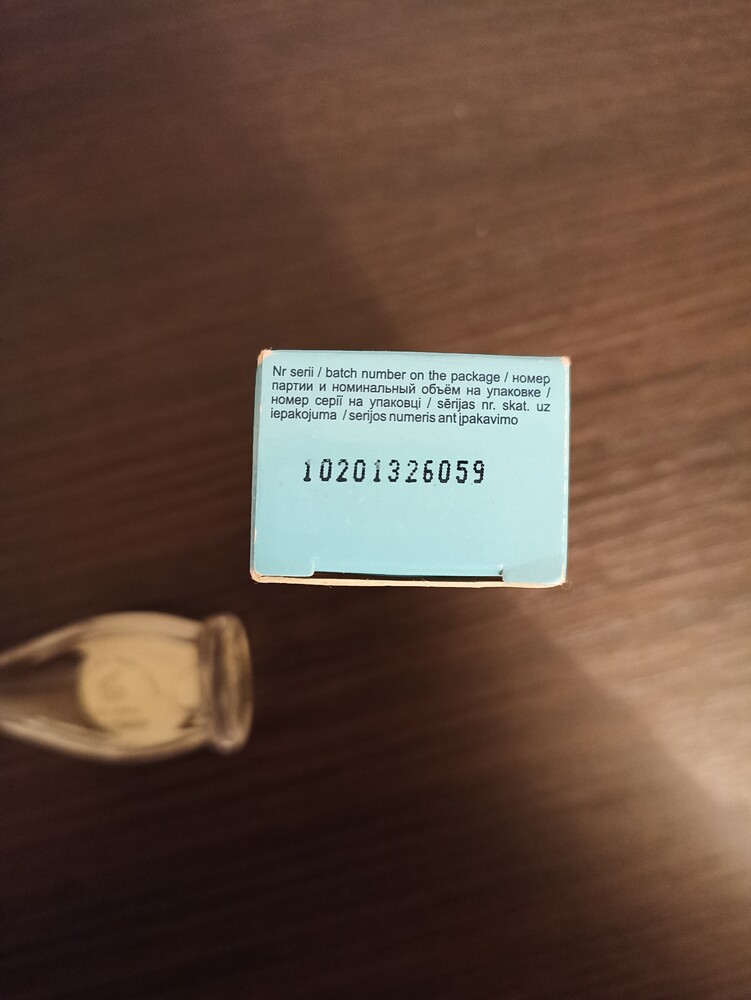 Nr serii / batch number on the package / номер
партии и номинальный объём на упаковке /
номер серії на упаковці / sērijas nr. skat. uz
iepakojuma / serijos numeris ant įpakavimo
10201326059